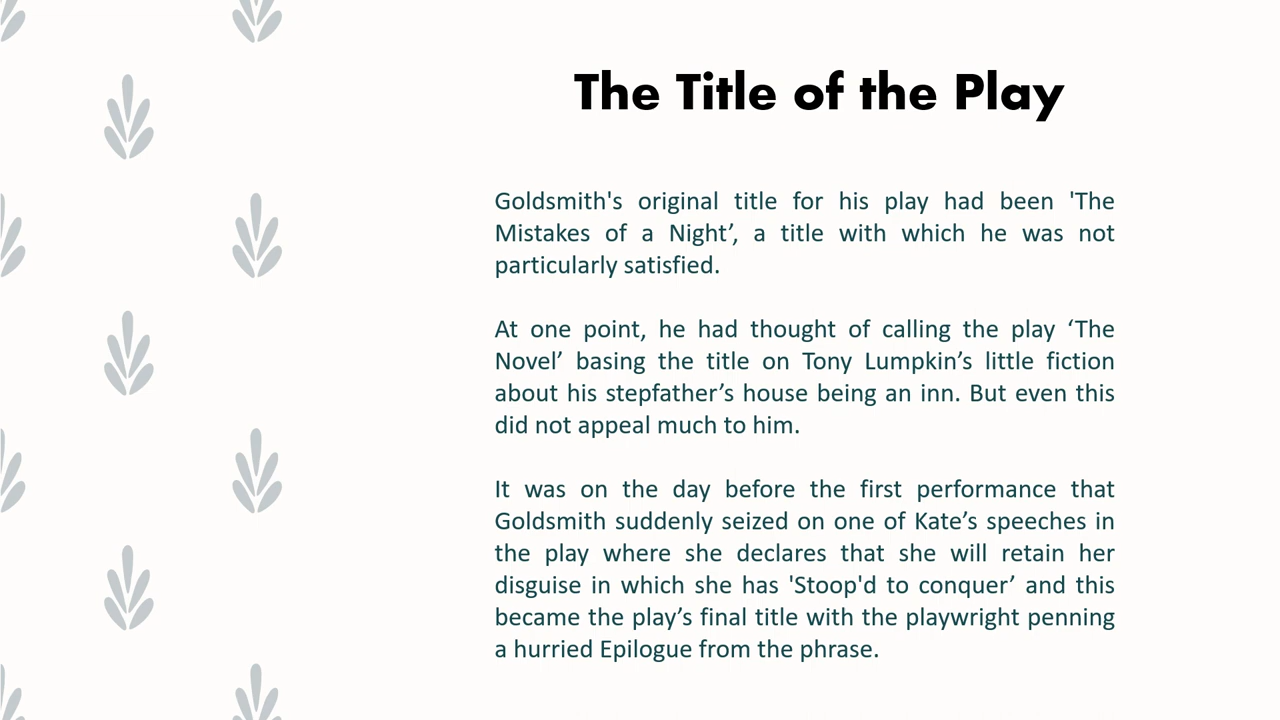 The Title of the Play
Goldsmith's original title for his play had been 'The
Mistakes of a Night’, a title with which he was not
particularly satisfied.
At one point, he had thought of calling the play ‘The
Novel’ basing the title on Tony Lumpkin’s little fiction
about his stepfather’s house being an inn. But even this
did not appeal much to him.
It was on the day before the first performance that
Goldsmith suddenly seized on one of Kate’s speeches in
the play where she declares that she will retain her
disguise in which she has 'Stoop'd to conquer’ and this
became the play’s final title with the playwright penning
a hurried Epilogue from the phrase.